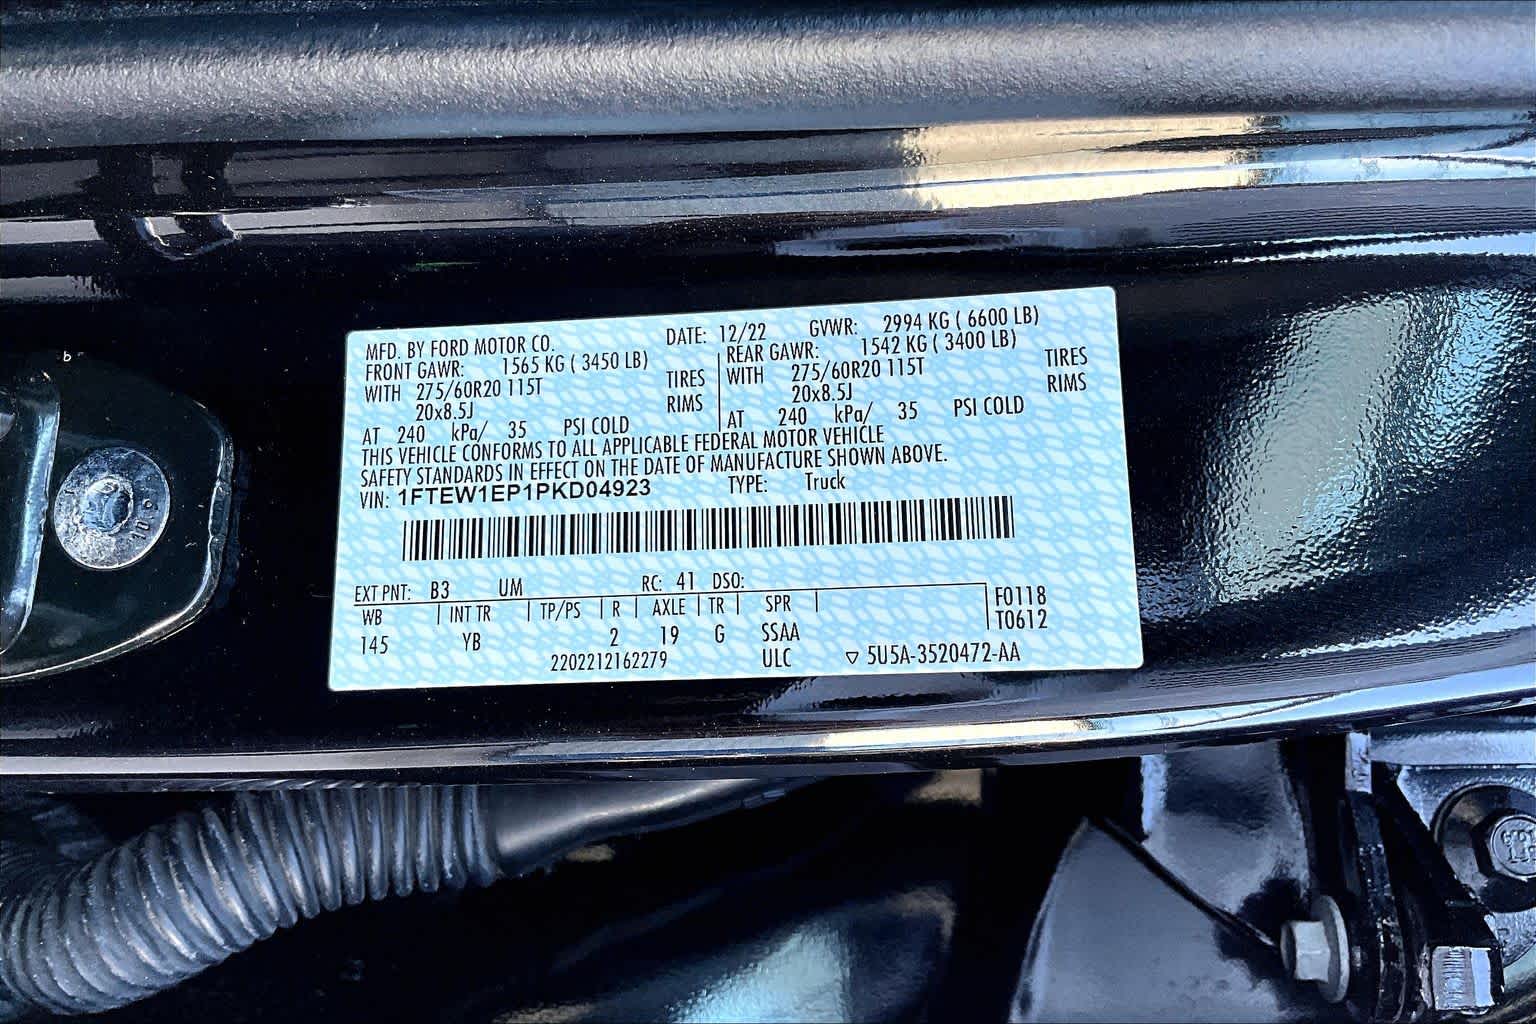 MFD. BY FORD MOTOR CO. DATE: 12/22 GVWR: 2994 KG ( 6600 LB)
FRONT GAWR: 1565 KG ( 3450 LB) REAR GAWR: 1542 KG ( 3400 LB)
WITH 275/60R20 115T TIRES WITH 275/60R20 115T TIRES
20x8.5J RIMS 20x8.5J RIMS
AT 240 kPa/ 35 PSI COLD AT 240 kPa/ 35 PSI COLD
THIS VEHICLE CONFORMS TO ALL APPLICABLE FEDERAL MOTOR VEHICLE
SAFETY STANDARDS IN EFFECT ON THE DATE OF MANUFACTURE SHOWN ABOVE.
VIN: 1FTEW1EP1PKD04923 TYPE: Truck
EXT PNT: B3 UM RC: 41 DSO:
WB INT TR TP/PS R AXLE TR SPR F0118
145 YB 2 19 G SSAA T0612
2202212162279 ULC ▽ 5U5A-3520472-AA